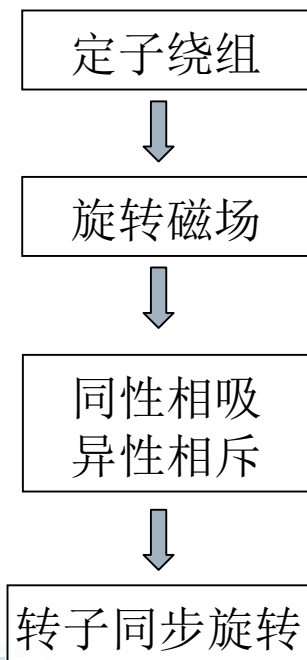 定子绕组
旋转磁场
同性相吸
异性相斥
转子同步旋转